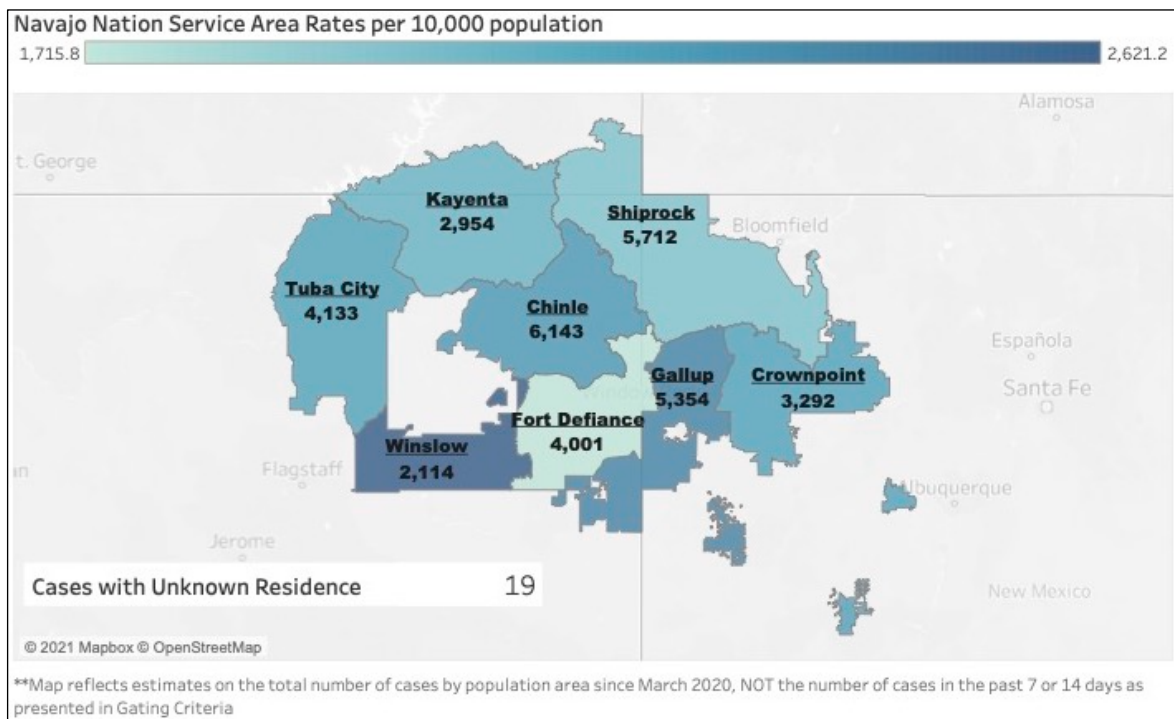 Navajo Nation Service Area Rates per 10,000 population
1,715.8
2,621.2
Alamosa
t. George
Kayenta
2,954
Shiprock
5,712
Bloomfield
Tuba City
4,133
Chinle
6,143
Española
Gallup
5,354
Crownpoint
3,292
Santa Fe
Fort Defiance
4,001
Winslow
2,114
Flagstaff
an
Albuquerque
Jerome
Cases with Unknown Residence 19
New Mexico
© 2021 Mapbox © OpenStreetMap
**Map reflects estimates on the total number of cases by population area since March 2020, NOT the number of cases in the past 7 or 14 days as
presented in Gating Criteria